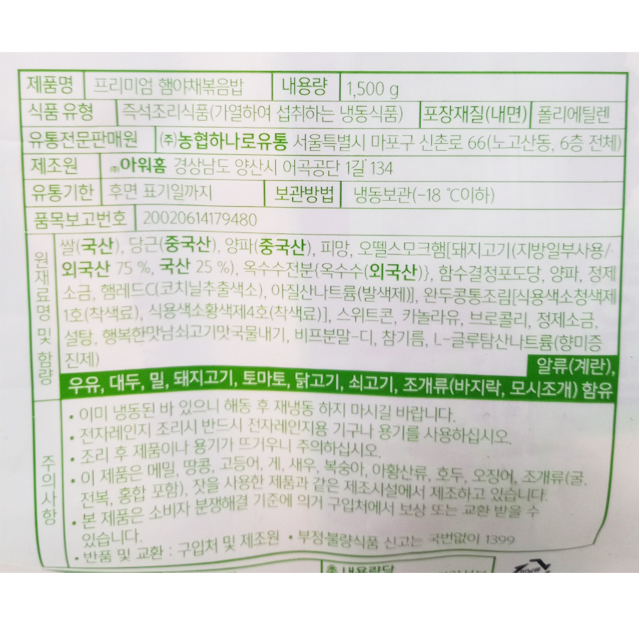 제품명 프리미엄 햄야채볶음밥 내용량 1,500 g
식품 유형 즉석조리식품(가열하여 섭취하는 냉동식품) 포장재질(내면) 폴리에틸렌
유통전문판매원 ㈜농협하나로유통 서울특별시 마포구 신촌로 66(노고산동, 6층 전체)
제조원 ㈜아워홈 경상남도 양산시 어곡공단 1길 134
유통기한 후면 표기일까지 보관방법 냉동보관(-18 ℃이하)
품목보고번호 20020614179480
원재료명 및 함량
쌀(국산), 당근(중국산), 양파(중국산), 피망, 오뗄스모크햄[돼지고기(지방일부사용/
외국산 75 %, 국산 25 %), 옥수수전분{옥수수(외국산)}, 함수결정포도당, 양파, 정제
소금, 햄레드C(코치닐추출색소), 아질산나트륨(발색제)], 완두콩통조림[식용색소청색제
1호(착색료), 식용색소황색제4호(착색료)], 스위트콘, 카놀라유, 브로콜리, 정제소금,
설탕, 행복한맛남쇠고기맛국물내기, 비프분말-디, 참기름, L-글루탐산나트륨(향미증
진제)
알류(계란),
우유, 대두, 밀, 돼지고기, 토마토, 닭고기, 쇠고기, 조개류(바지락, 모시조개) 함유
주의사항
• 이미 냉동된 바 있으니 해동 후 재냉동 하지 마시길 바랍니다.
• 전자레인지 조리시 반드시 전자레인지용 기구나 용기를 사용하십시오.
• 조리 후 제품이나 용기가 뜨거우니 주의하십시오.
• 이 제품은 메밀, 땅콩, 고등어, 게, 새우, 복숭아, 아황산류, 호두, 오징어, 조개류(굴,
전복, 홍합 포함), 잣을 사용한 제품과 같은 제조시설에서 제조하고 있습니다.
• 본 제품은 소비자 분쟁해결 기준에 의거 구입처에서 보상 또는 교환 받을 수
있습니다.
• 반품 및 교환 : 구입처 및 제조원 • 부정·불량식품 신고는 국번없이 1399
총 내용량당